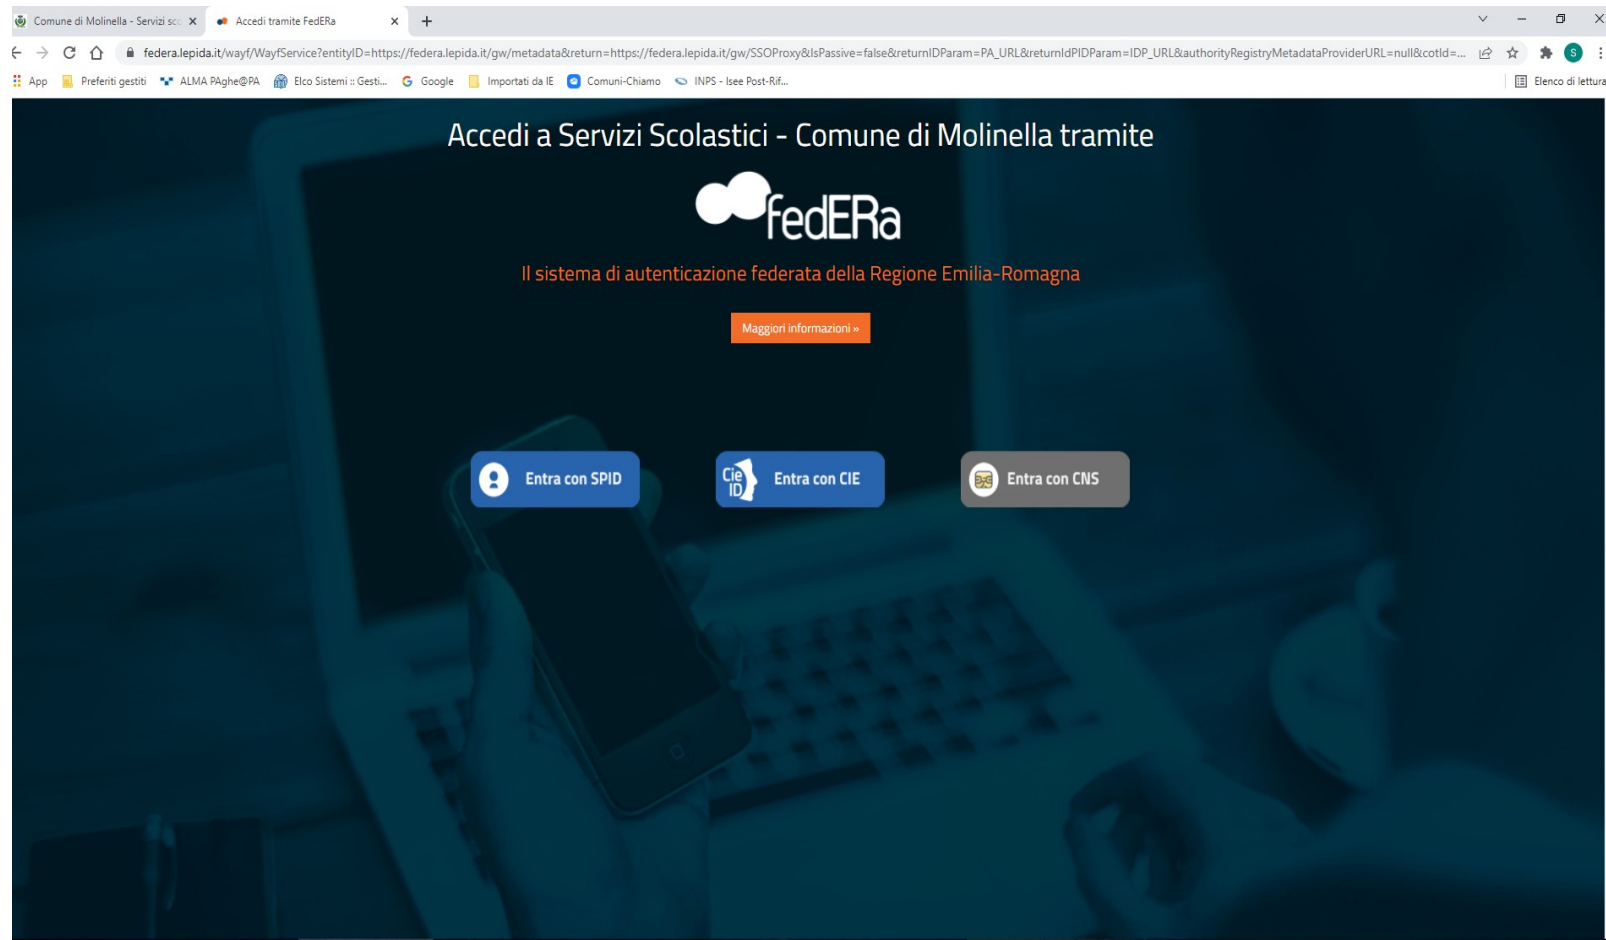 Comune di Molinella - Servizi sco
Accedi tramite FedERa
federa.lepida.it/wayf/WayfService?entityID=https://federa.lepida.it/gw/metadata&return=https://federa.lepida.it/gw/SSOProxy&IsPassive=false&returnIDParam=PA_URL&returnIdPIDParam=IDP_URL&authorityRegistryMetadataProviderURL=null&cotId=...
S
App Preferiti gestiti ALMA PAghe@PA Elco Sistemi :: Gesti... Google Importati da IE Comuni-Chiamo INPS - Isee Post-Rif... Elenco di lettura
Accedi a Servizi Scolastici - Comune di Molinella tramite
fedERa
Il sistema di autenticazione federata della Regione Emilia-Romagna
Maggiori informazioni »
Entra con SPID
Cie ID Entra con CIE
Entra con CNS